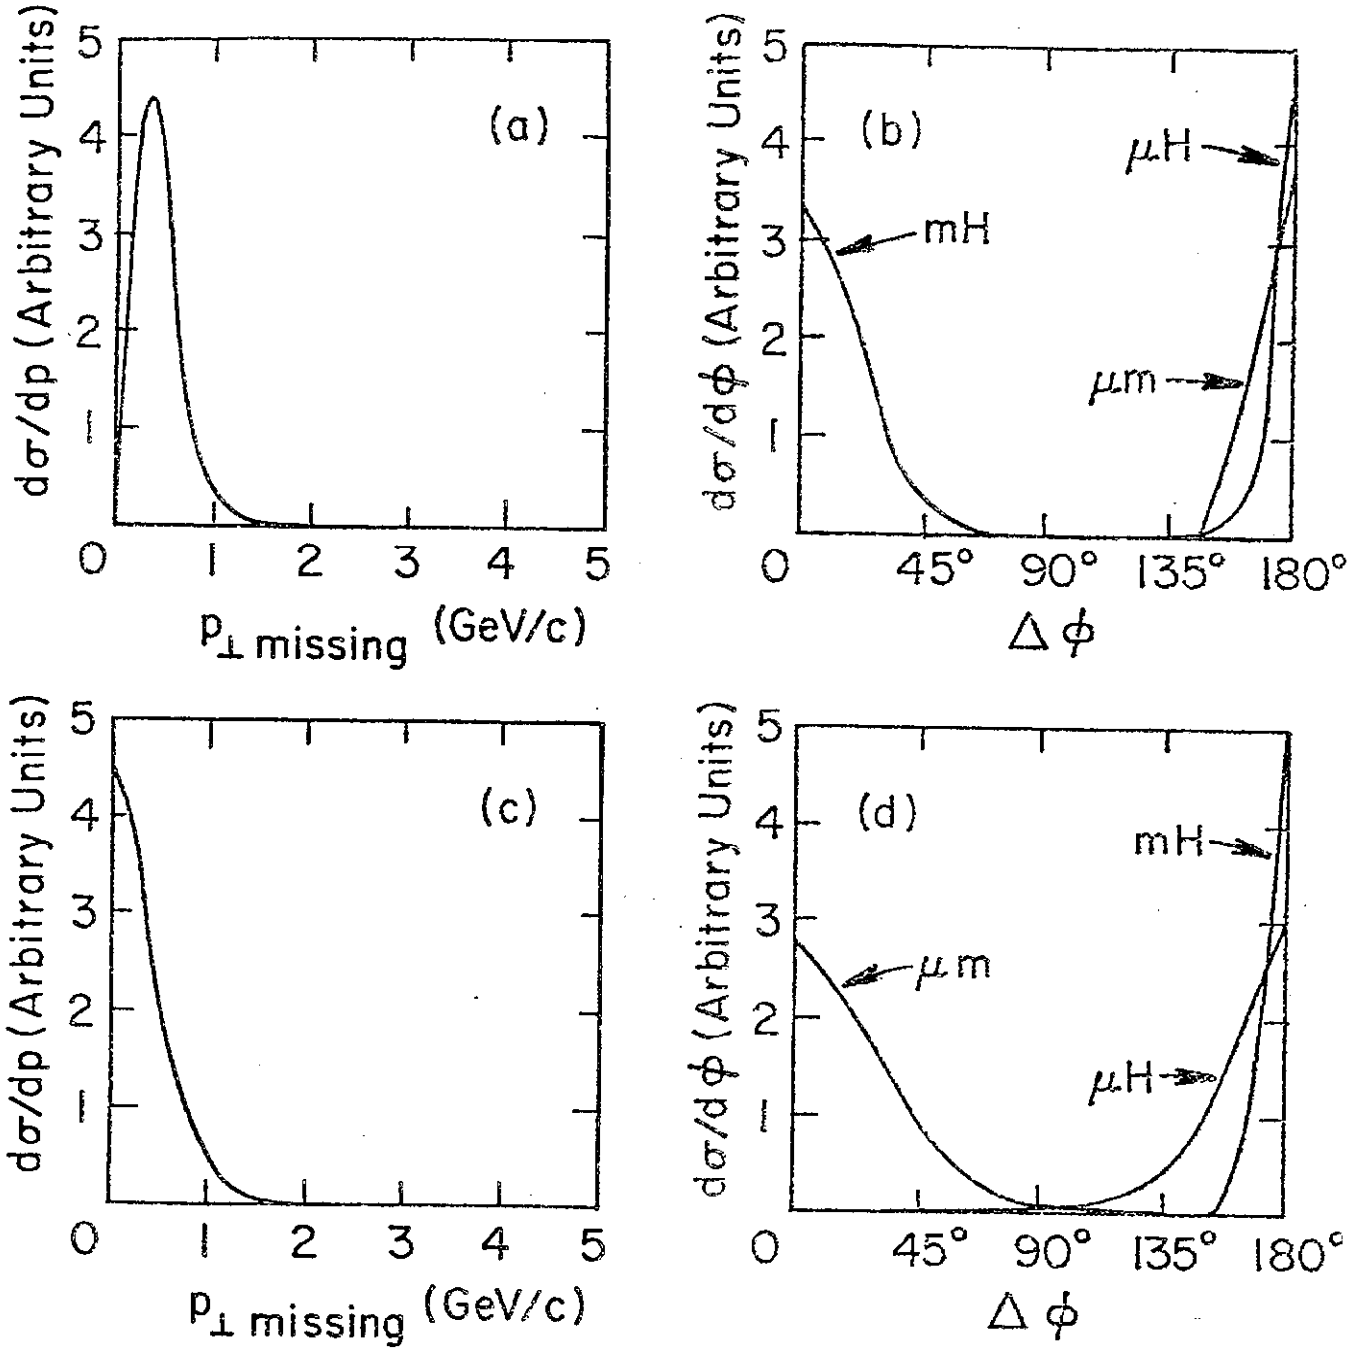 dσ/dp (Arbitrary Units)
5
4
3
2
1
0
1 2 3 4 5
(a)
p⊥ missing (GeV/c)
dσ/dϕ (Arbitrary Units)
5
4
3
2
1
0
45° 90° 135° 180°
(b)
μH
mH
μm
Δϕ
dσ/dp (Arbitrary Units)
5
4
3
2
1
0
1 2 3 4 5
(c)
p⊥ missing (GeV/c)
dσ/dϕ (Arbitrary Units)
5
4
3
2
1
0
45° 90° 135° 180°
(d)
mH
μm
μH
Δϕ